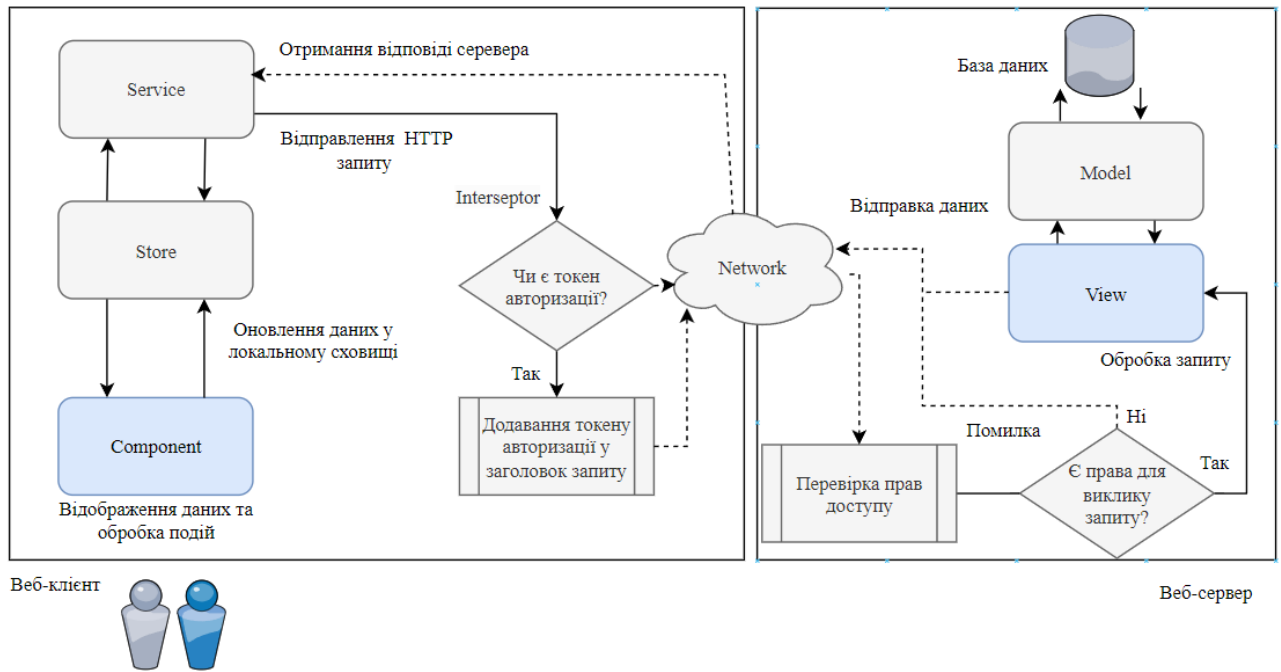 Service
Отримання відповіді серевера
Відправлення HTTP
запиту
Interseptor
Store
Чи є токен
авторизації?
Network
Оновлення даних у
локальному сховищі
Так
Component
Додавання токену
авторизації у
заголовок запиту
Відображення даних та
обробка подій
Веб-клієнт
База даних
Model
Відправка даних
View
Обробка запиту
Ні
Помилка
Так
Перевірка прав
доступу
Є права для
виклику
запиту?
Веб-сервер